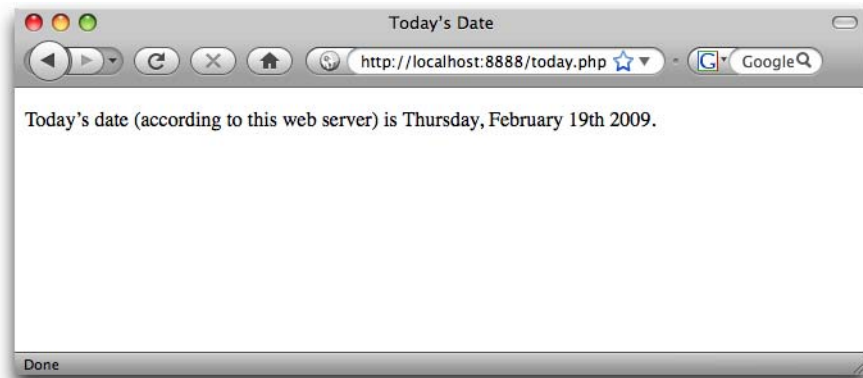 Today's Date
http://localhost:8888/today.php
G
Google
Today’s date (according to this web server) is Thursday, February 19th 2009.
Done